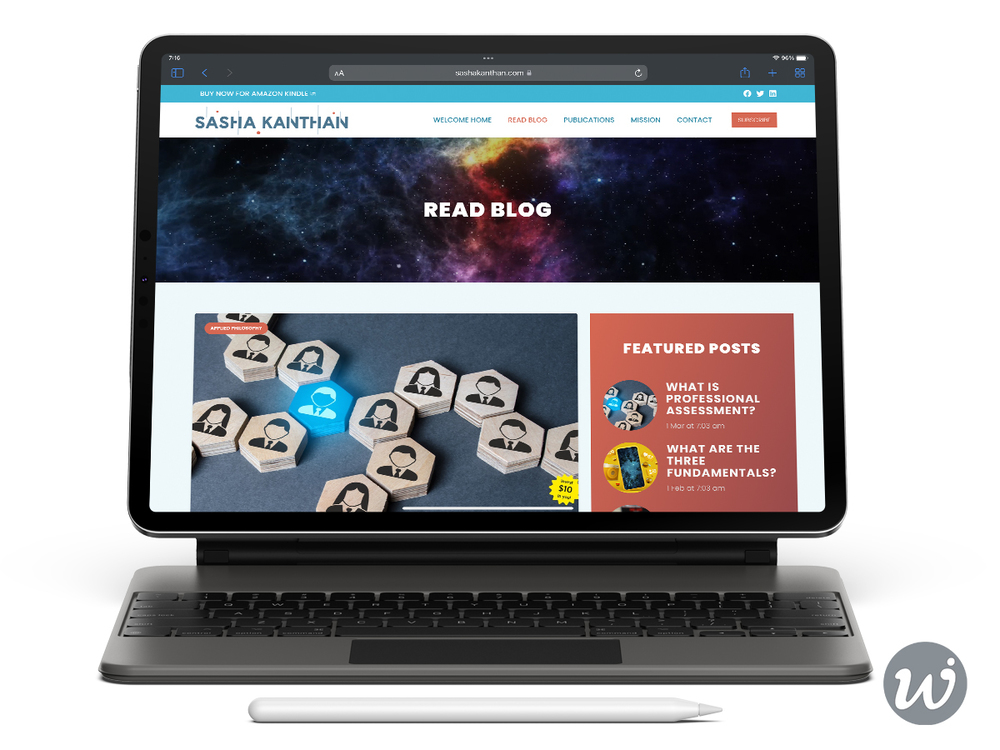 7:16
96%
AA
sashakanthan.com
BUY NOW FOR AMAZON KINDLE
SASHA KANTHAN
WELCOME HOME READ BLOG PUBLICATIONS MISSION CONTACT SUBSCRIBE
READ BLOG
APPLIED PHILOSOPHY
FEATURED POSTS
WHAT IS
PROFESSIONAL
ASSESSMENT?
1 Mar at 7:03 am
WHAT ARE THE
THREE
FUNDAMENTALS?
1 Feb at 7:03 am
$10
Q W E R T Y U I O P
A S D F G H J K L
Z X C V B N M
wi